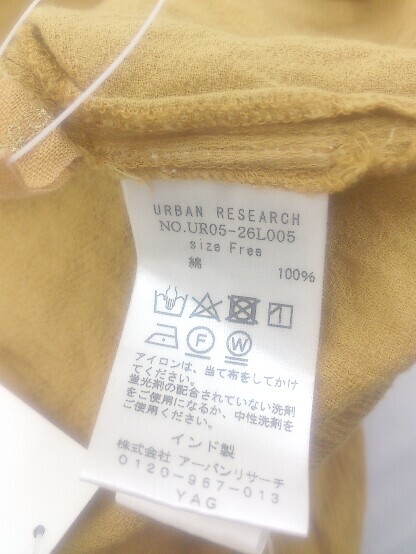 URBAN RESEARCH
NO.UR05-26L005
size Free
綿 100%
F W
アイロンは、当て布をしてかけ
てください。
蛍光剤の配合されていない洗剤
をご使用になるか、中性洗剤を
ご使用ください。
インド製
株式会社 アーバンリサーチ
0120-967-013
YAG